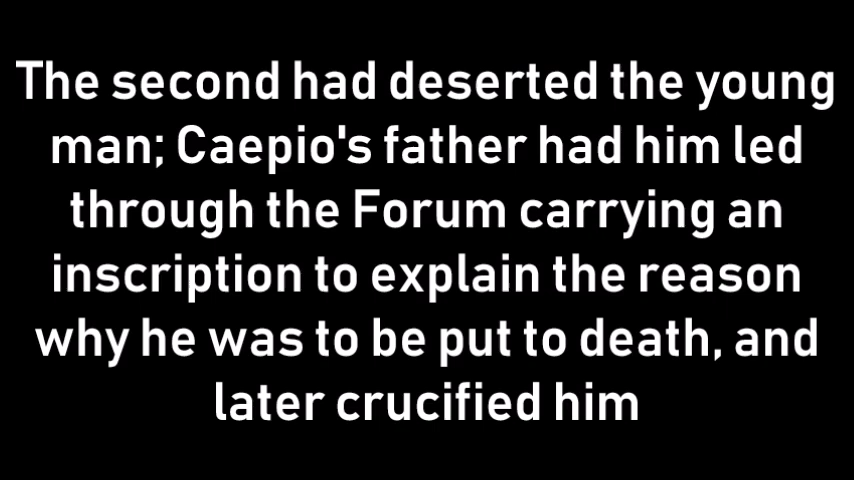 The second had deserted the young
man; Caepio's father had him led
through the Forum carrying an
inscription to explain the reason
why he was to be put to death, and
later crucified him